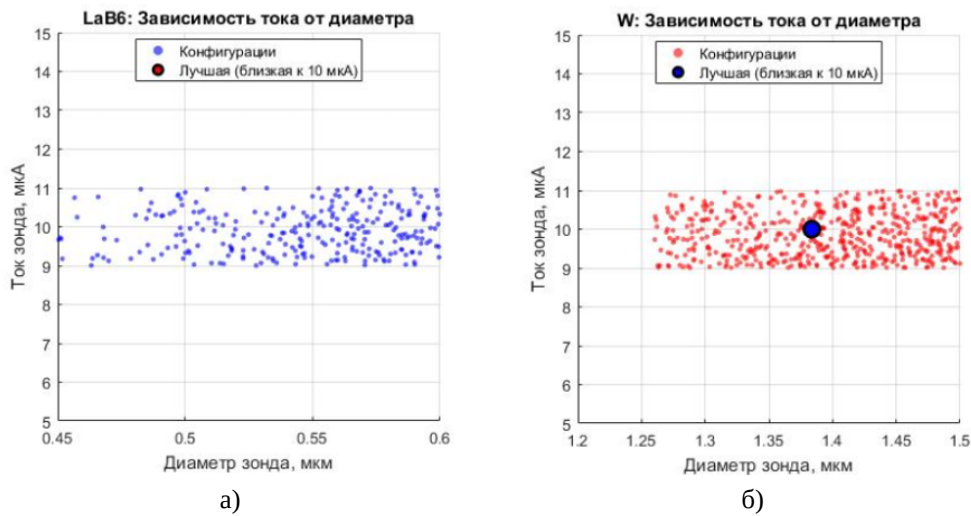 LaB6: Зависимость тока от диаметра
Конфигурации
Лучшая (близкая к 10 мкА)
Ток зонда, мкА
15
14
13
12
11
10
9
8
7
6
5
0.45
0.5
0.55
0.6
Диаметр зонда, мкм
а)
W: Зависимость тока от диаметра
Конфигурации
Лучшая (близкая к 10 мкА)
Ток зонда, мкА
15
14
13
12
11
10
9
8
7
6
5
1.2
1.25
1.3
1.35
1.4
1.45
1.5
Диаметр зонда, мкм
б)